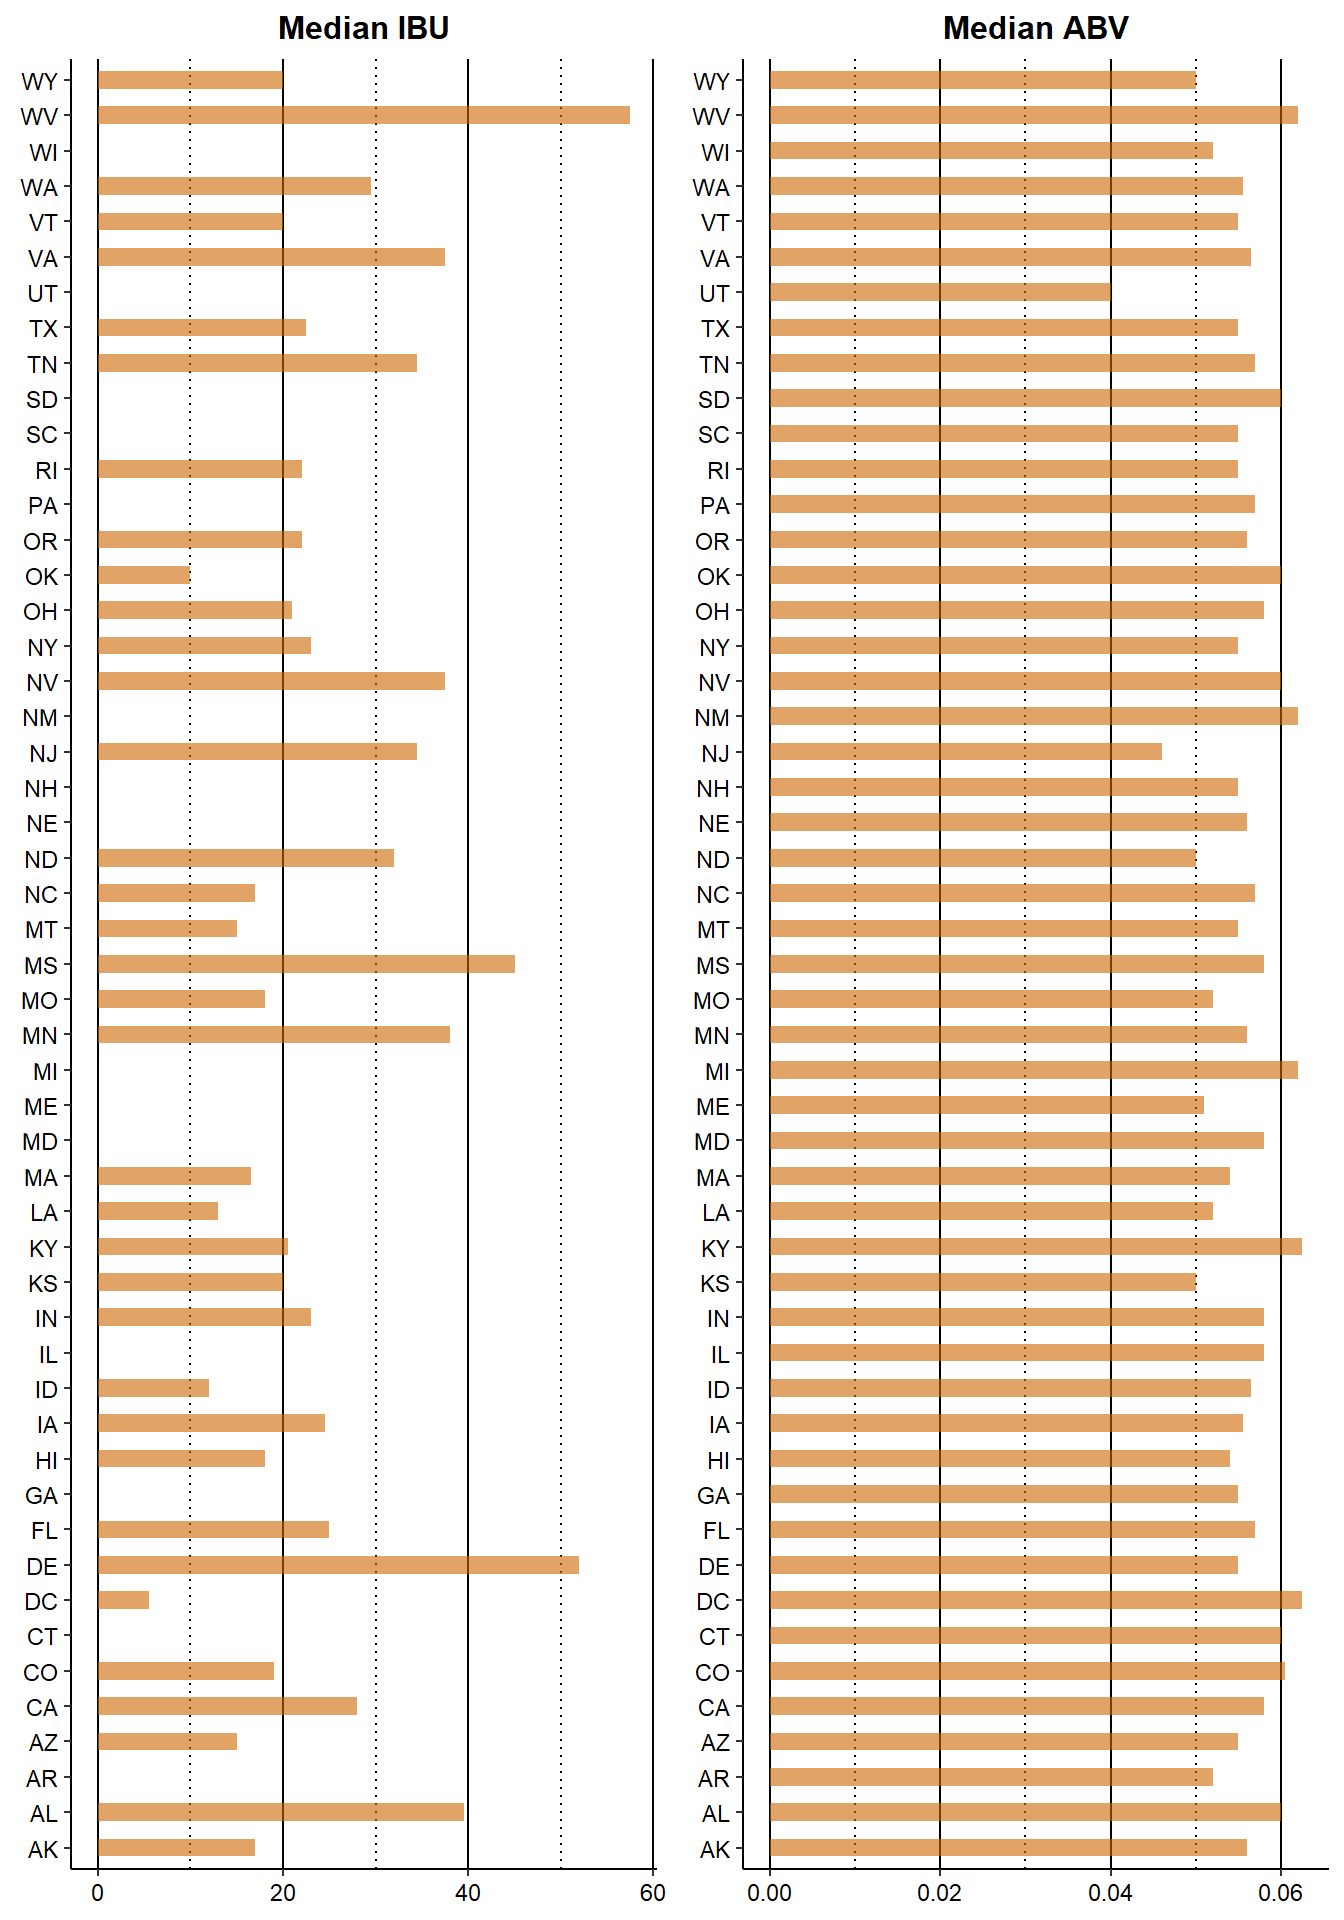 Median IBU
WY
WV
WI
WA
VT
VA
UT
TX
TN
SD
SC
RI
PA
OR
OK
OH
NY
NV
NM
NJ
NH
NE
ND
NC
MT
MS
MO
MN
MI
ME
MD
MA
LA
KY
KS
IN
IL
ID
IA
HI
GA
FL
DE
DC
CT
CO
CA
AZ
AR
AL
AK
0 20 40 60
Median ABV
WY
WV
WI
WA
VT
VA
UT
TX
TN
SD
SC
RI
PA
OR
OK
OH
NY
NV
NM
NJ
NH
NE
ND
NC
MT
MS
MO
MN
MI
ME
MD
MA
LA
KY
KS
IN
IL
ID
IA
HI
GA
FL
DE
DC
CT
CO
CA
AZ
AR
AL
AK
0.00 0.02 0.04 0.06